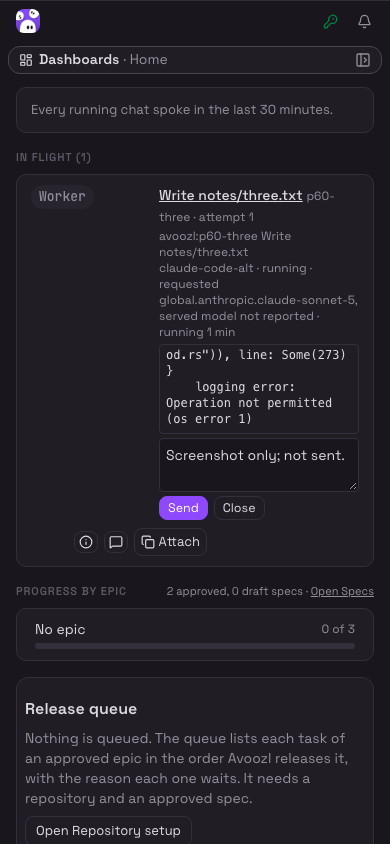 Dashboards · Home
Every running chat spoke in the last 30 minutes.
IN FLIGHT (1)
Worker
Write notes/three.txt p60-
three · attempt 1
avoozl:p60-three Write
notes/three.txt
claude-code-alt · running ·
requested
global.anthropic.claude-sonnet-5,
served model not reported ·
running 1 min
od.rs")), line: Some(273)
}
logging error:
Operation not permitted
(os error 1)
Screenshot only; not sent.
Send Close
Attach
PROGRESS BY EPIC 2 approved, 0 draft specs · Open Specs
No epic 0 of 3
Release queue
Nothing is queued. The queue lists each task of
an approved epic in the order Avoozl releases it,
with the reason each one waits. It needs a
repository and an approved spec.
Open Repository setup